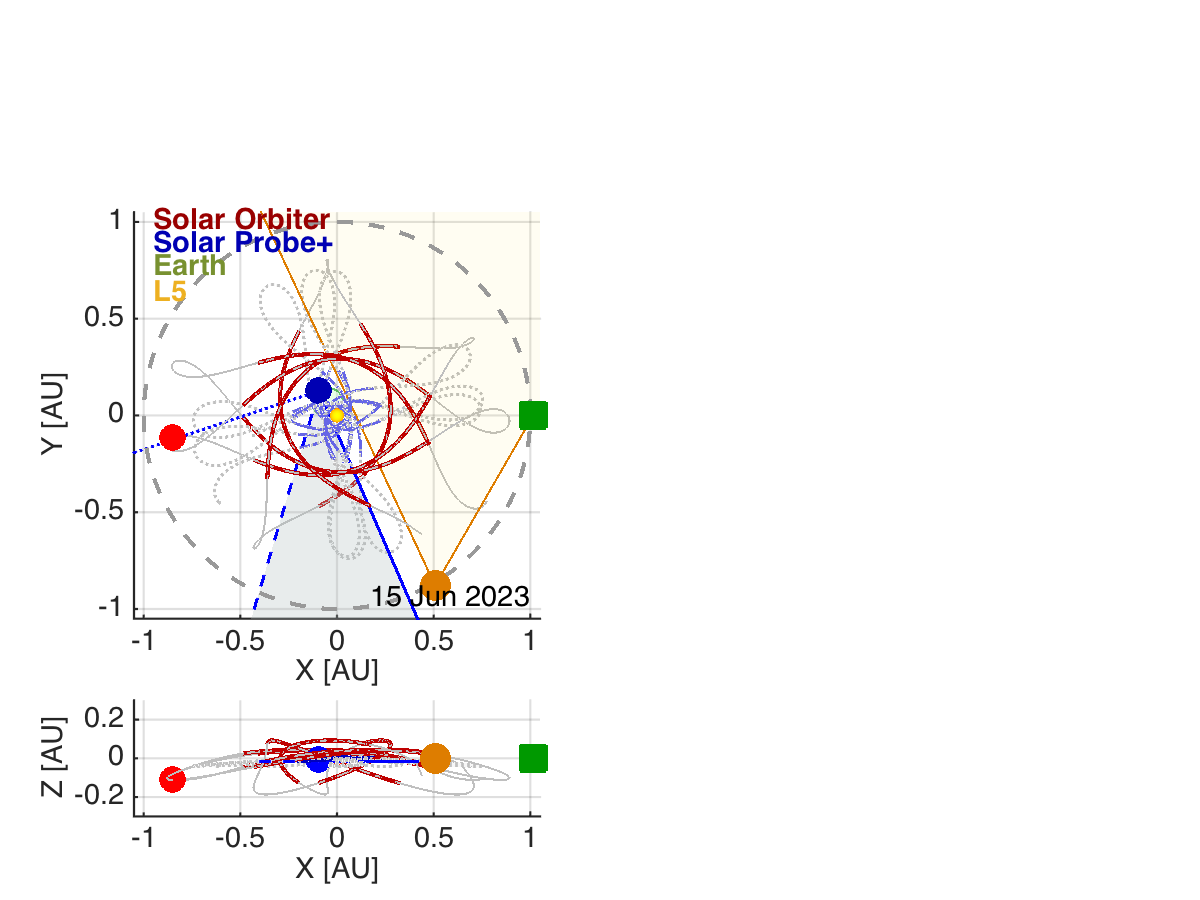 Solar Orbiter
Solar Probe+
Earth
L5
1
0.5
0
-0.5
-1
Y [AU]
15 Jun 2023
-1 -0.5 0 0.5 1
X [AU]
0.2
0
-0.2
Z [AU]
-1 -0.5 0 0.5 1
X [AU]